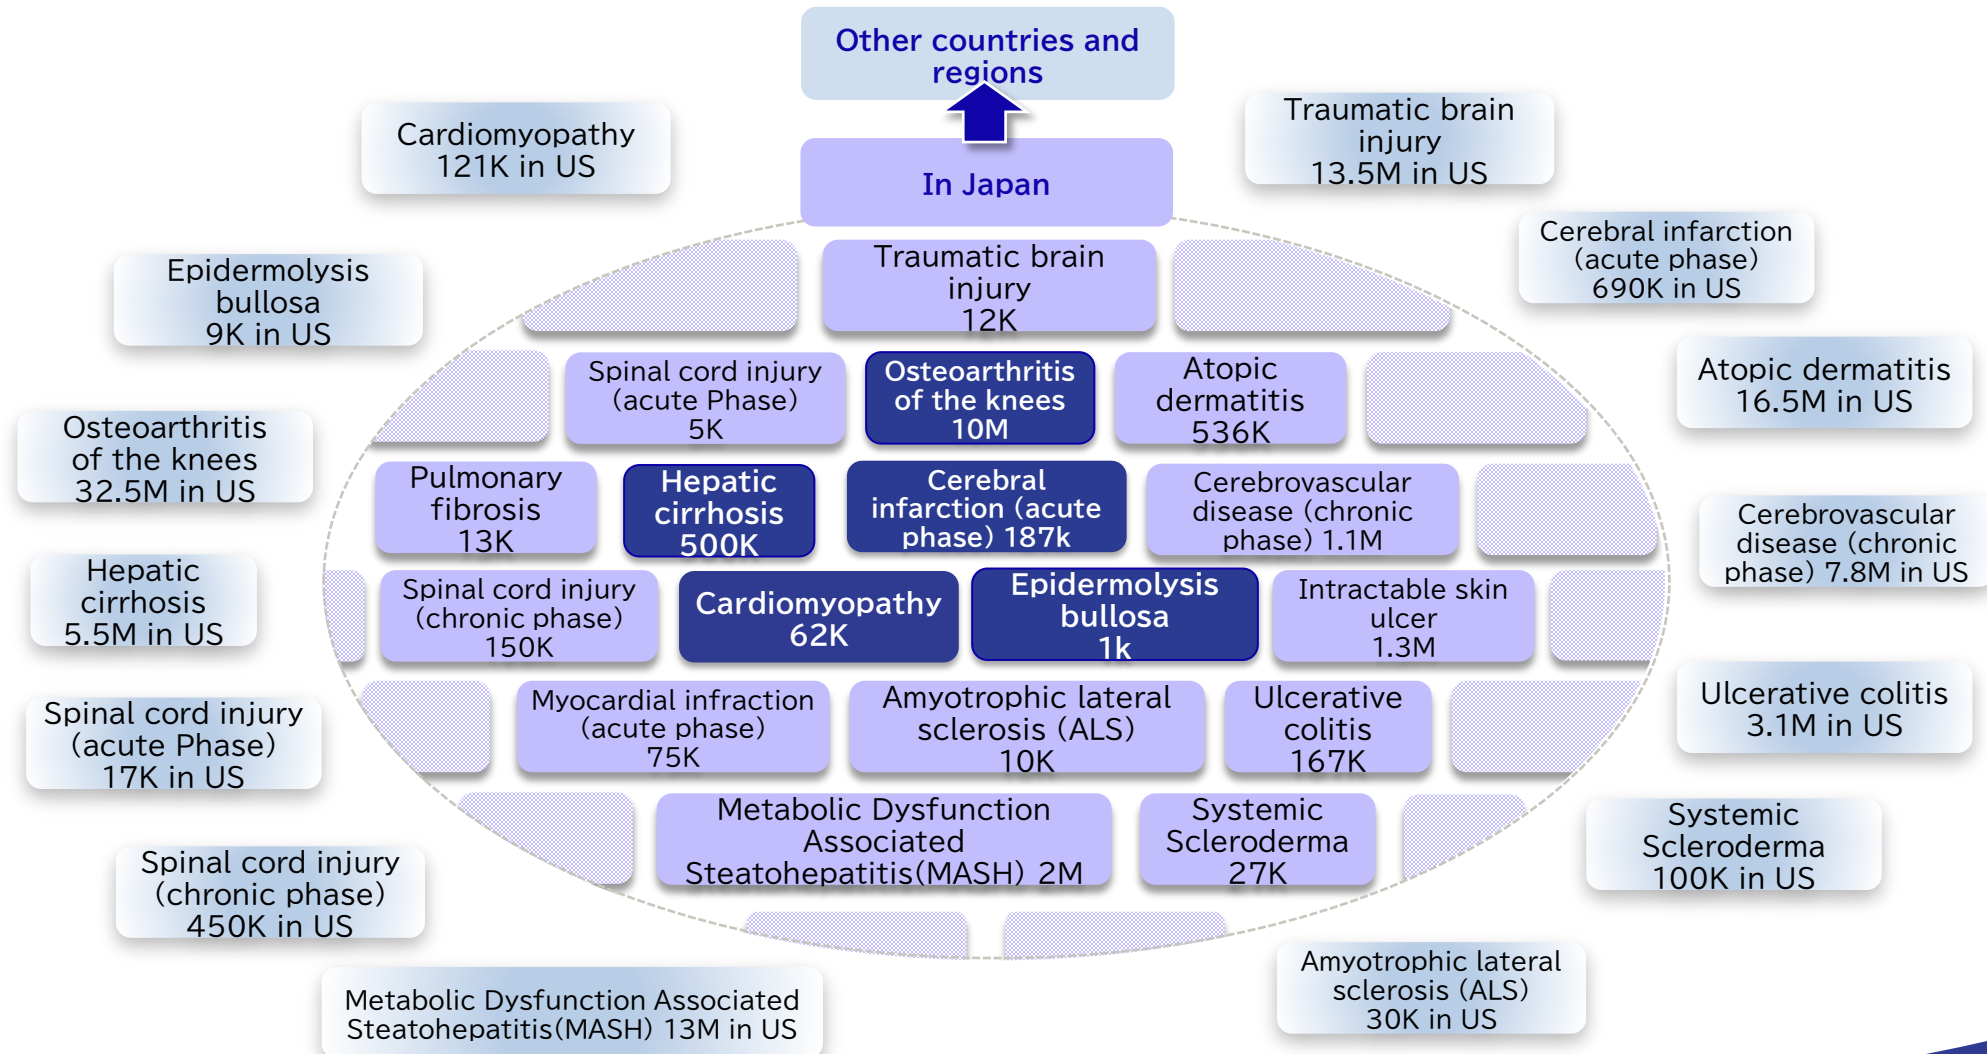 Other countries and
regions
In Japan
Cardiomyopathy
121K in US
Traumatic brain
injury
13.5M in US
Epidermolysis
bullosa
9K in US
Cerebral infarction
(acute phase)
690K in US
Traumatic brain
injury
12K
Osteoarthritis
of the knees
32.5M in US
Spinal cord injury
(acute Phase)
5K
Osteoarthritis
of the knees
10M
Atopic
dermatitis
536K
Atopic dermatitis
16.5M in US
Pulmonary
fibrosis
13K
Hepatic
cirrhosis
500K
Cerebral
infarction (acute
phase) 187k
Cerebrovascular
disease (chronic
phase) 1.1M
Cerebrovascular
disease (chronic
phase) 7.8M in US
Hepatic
cirrhosis
5.5M in US
Spinal cord injury
(chronic phase)
150K
Cardiomyopathy
62K
Epidermolysis
bullosa
1k
Intractable skin
ulcer
1.3M
Spinal cord injury
(acute Phase)
17K in US
Myocardial infraction
(acute phase)
75K
Amyotrophic lateral
sclerosis (ALS)
10K
Ulcerative
colitis
167K
Ulcerative colitis
3.1M in US
Metabolic Dysfunction
Associated
Steatohepatitis(MASH) 2M
Systemic
Scleroderma
27K
Systemic
Scleroderma
100K in US
Spinal cord injury
(chronic phase)
450K in US
Metabolic Dysfunction Associated
Steatohepatitis(MASH) 13M in US
Amyotrophic lateral
sclerosis (ALS)
30K in US